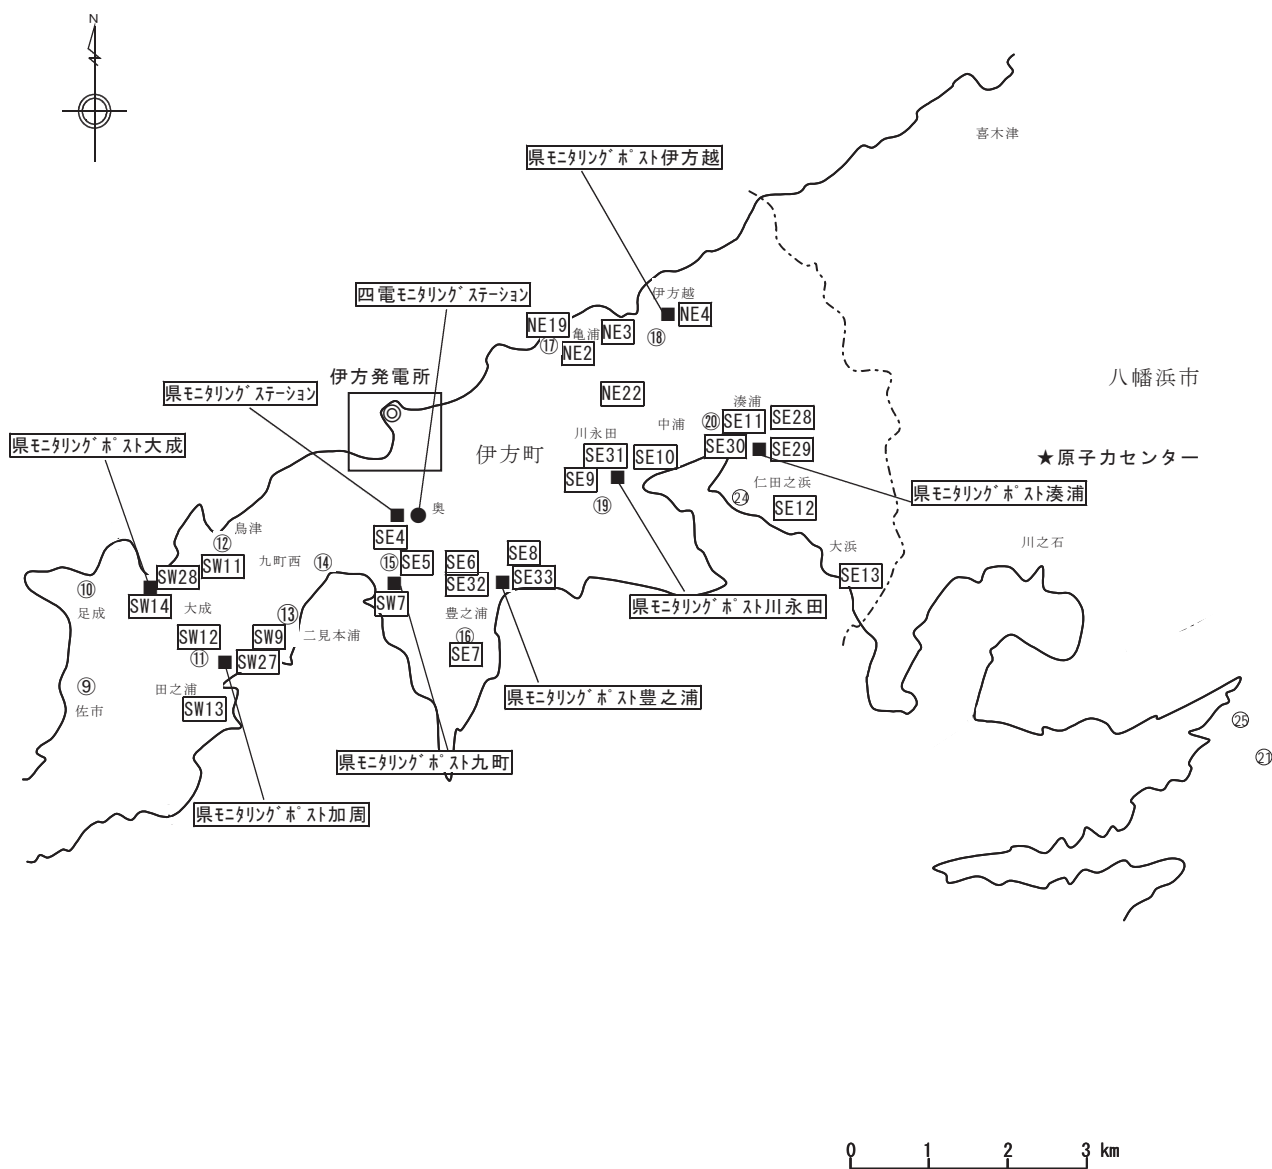 N
喜木津
県ﾓﾆﾀﾘﾝｸﾞﾎﾟｽﾄ伊方越
四電ﾓﾆﾀﾘﾝｸﾞｽﾃｰｼｮﾝ
伊方越
NE4
NE19
亀浦
NE3
⑰
NE2
⑱
県ﾓﾆﾀﾘﾝｸﾞｽﾃｰｼｮﾝ
伊方発電所
NE22
八幡浜市
湊浦
県ﾓﾆﾀﾘﾝｸﾞﾎﾟｽﾄ大成
伊方町
川永田
中浦
⑳
SE11
SE28
SE31
SE10
SE30
SE29
★原子力センター
SE9
仁田之浜
県ﾓﾆﾀﾘﾝｸﾞﾎﾟｽﾄ湊浦
⑲
㉔
SE12
奥
鳥津
SE4
⑫
大浜
川之石
九町西
⑭
⑮
SE5
SE6
SE8
SW11
SW28
SE33
SE13
⑩
足成
SW14
大成
SE32
SW7
豊之浦
県ﾓﾆﾀﾘﾝｸﾞﾎﾟｽﾄ川永田
⑬
SW12
SW9
二見本浦
⑯
⑪
SW27
SE7
⑨
佐市
田之浦
SW13
県ﾓﾆﾀﾘﾝｸﾞﾎﾟｽﾄ豊之浦
㉕
㉑
県ﾓﾆﾀﾘﾝｸﾞﾎﾟｽﾄ九町
県ﾓﾆﾀﾘﾝｸﾞﾎﾟｽﾄ加周
0 1 2 3 km